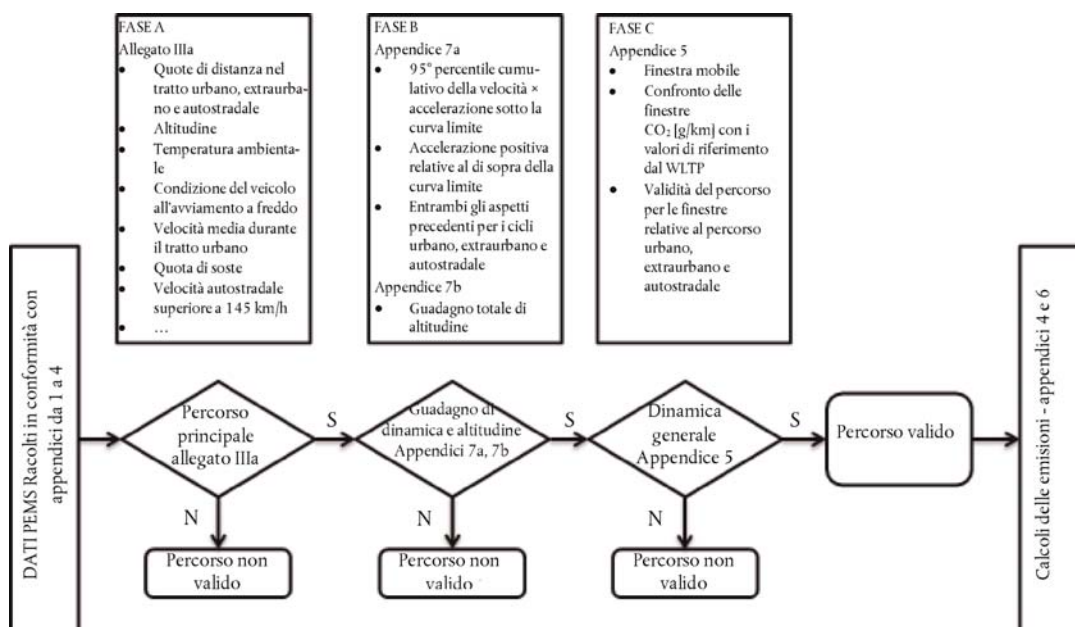 FASE A
Allegato IIIa
• Quote di distanza nel
tratto urbano, extraurba-
no e autostradale
• Altitudine
• Temperatura ambienta-
le
• Condizione del veicolo
all'avviamento a freddo
• Velocità media durante
il tratto urbano
• Quota di soste
• Velocità autostradale
superiore a 145 km/h
• ...
FASE B
Appendice 7a
• 95° percentile cumu-
lativo della velocità ×
accelerazione sotto la
curva limite
• Accelerazione positiva
relative al di sopra della
curva limite
• Entrambi gli aspetti
precedenti per i cicli
urbano, extraurbano e
autostradale
Appendice 7b
• Guadagno totale di
altitudine
FASE C
Appendice 5
• Finestra mobile
• Confronto delle
finestre
CO₂ [g/km] con i
valori di riferimento
dal WLTP
• Validità del percorso
per le finestre
relative al percorso
urbano,
extraurbano e
autostradale
DATI PEMS Racolti in conformità con
appendici da 1 a 4
Percorso
principale
allegato IIIa
S
N
Percorso non
valido
Guadagno di
dinamica e altitudine
Appendici 7a, 7b
S
N
Percorso non
valido
Dinamica
generale
Appendice 5
S
N
Percorso non
valido
Percorso valido
Calcoli delle emisioni - appendici 4 e 6